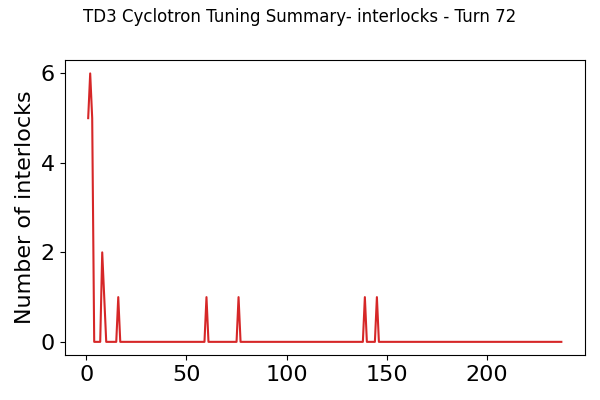 TD3 Cyclotron Tuning Summary- interlocks - Turn 72
Number of interlocks
6
4
2
0
0 50 100 150 200